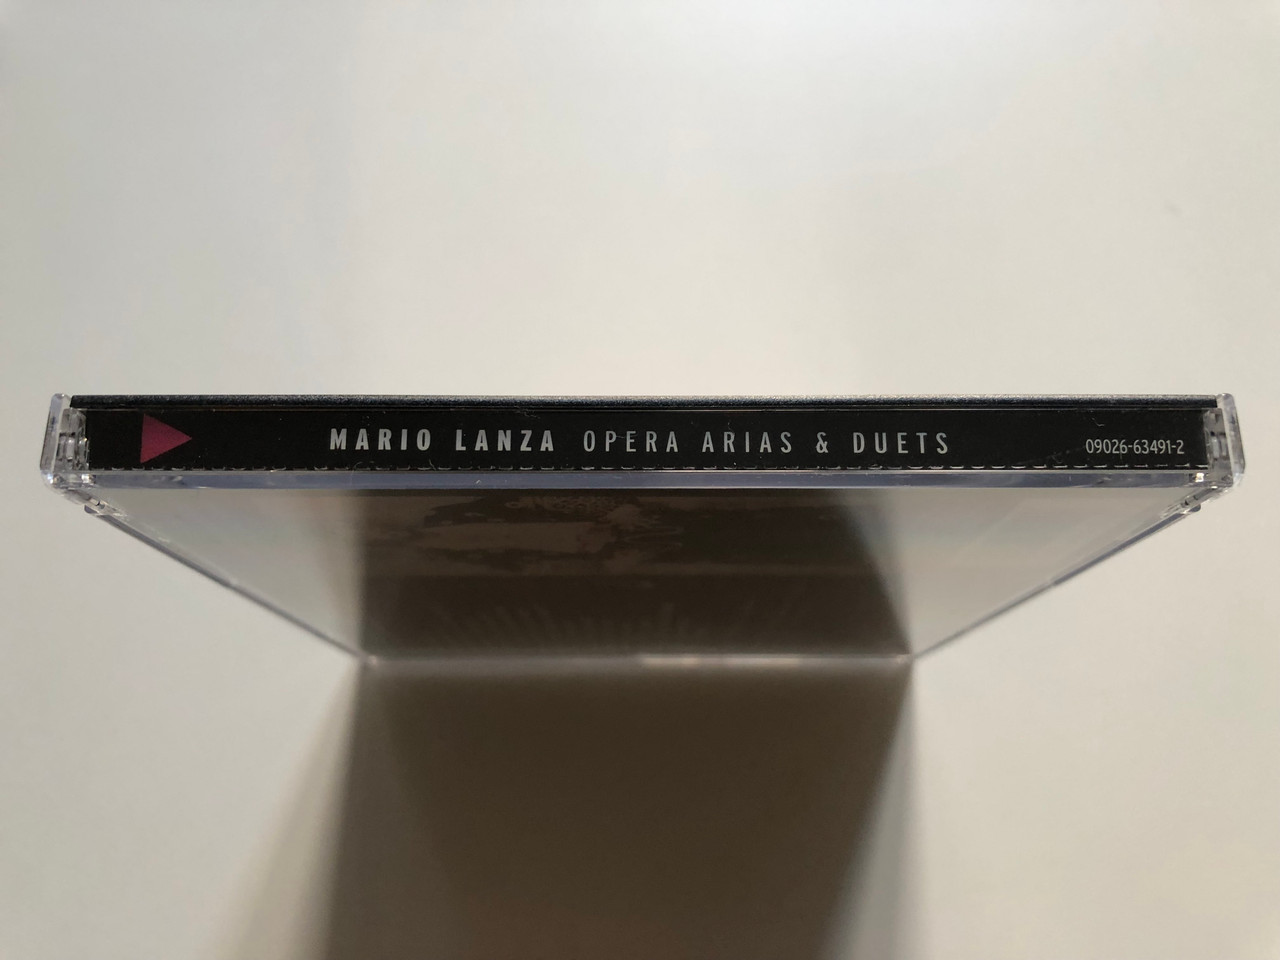 MARIO LANZA OPERA ARIAS & DUETS 09026-63491-2